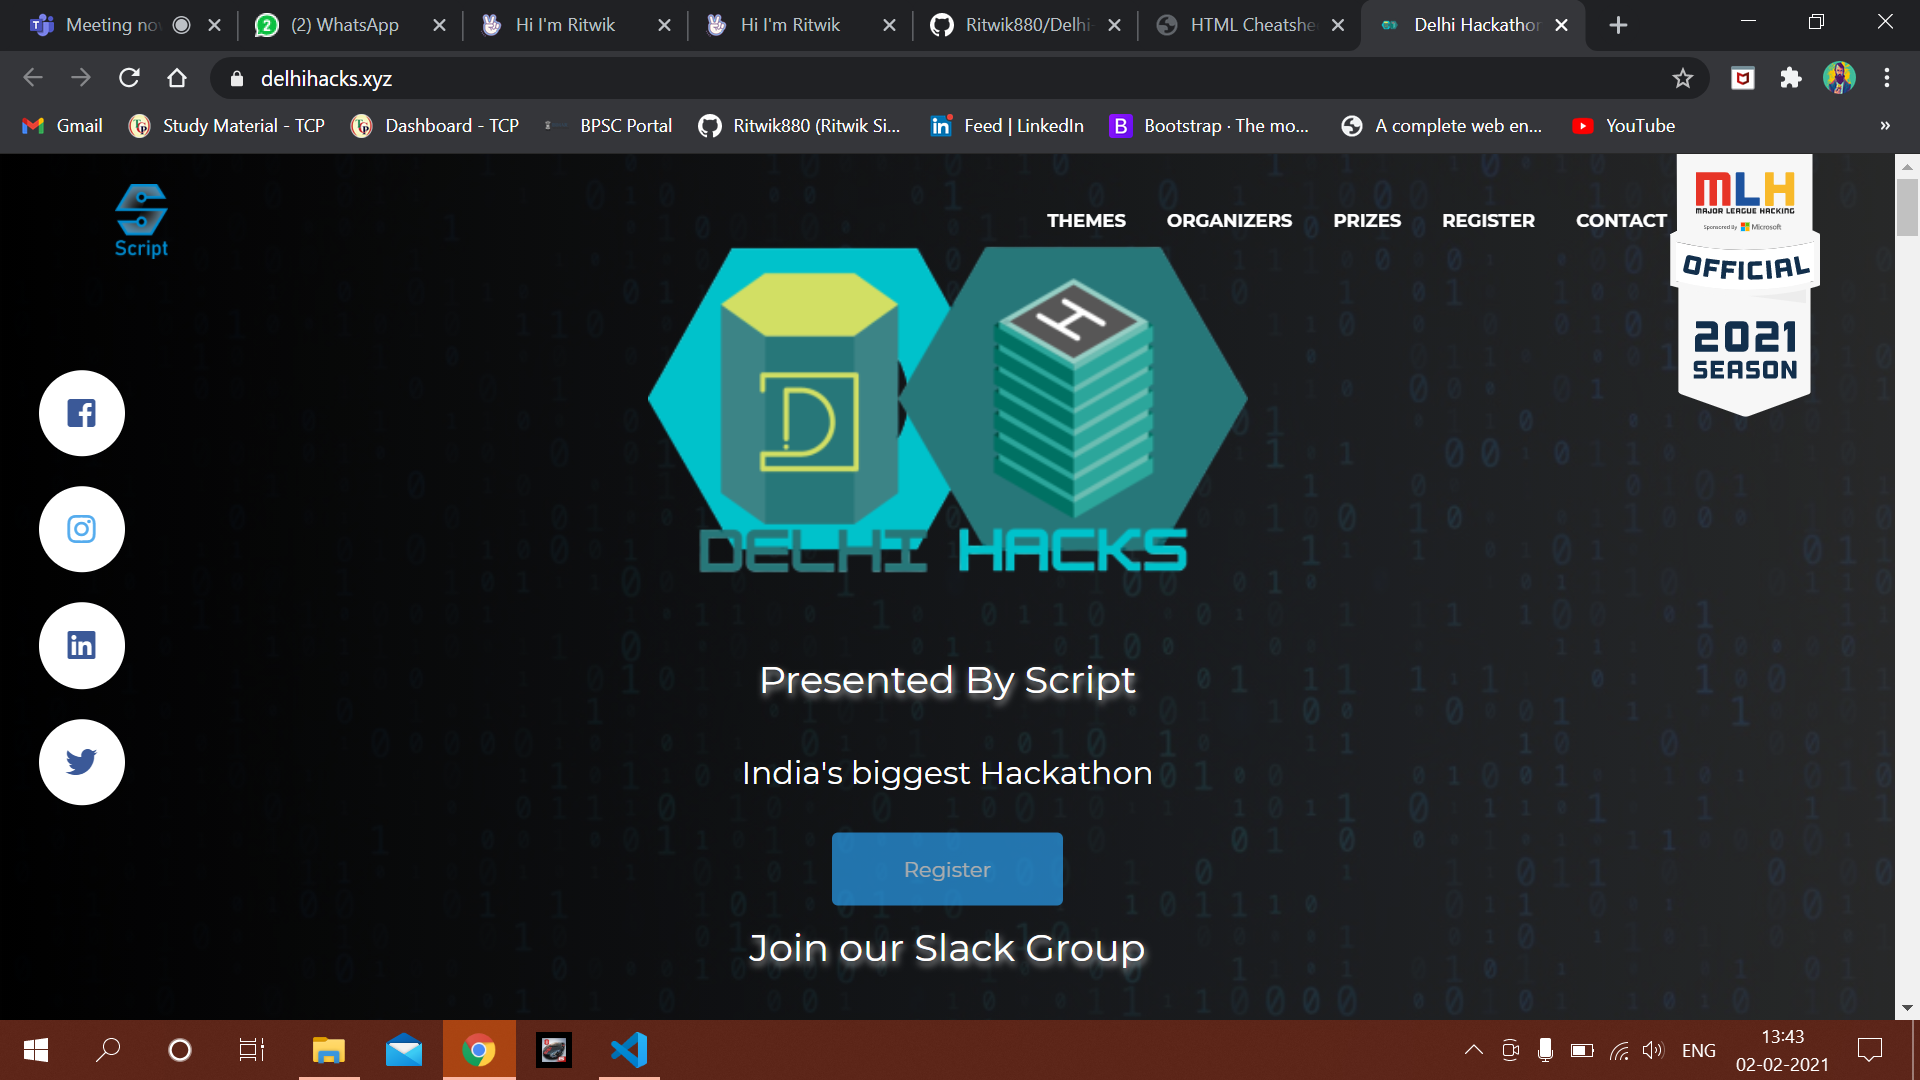 Meeting nov
(2) WhatsApp
Hi I'm Ritwik
Hi I'm Ritwik
Ritwik880/Delhi-
HTML Cheatshe
Delhi Hackathon
delhihacks.xyz
Gmail
Study Material - TCP
Dashboard - TCP
BPSC Portal
Ritwik880 (Ritwik Si...
Feed | LinkedIn
Bootstrap · The mo...
A complete web en...
YouTube
»
Script
THEMES
ORGANIZERS
PRIZES
REGISTER
CONTACT
MLH
MAJOR LEAGUE HACKING
Sponsored By Microsoft
OFFICIAL
2021
SEASON
D
H
DELHI HACKS
Presented By Script
India's biggest Hackathon
Register
Join our Slack Group
ENG
13:43
02-02-2021